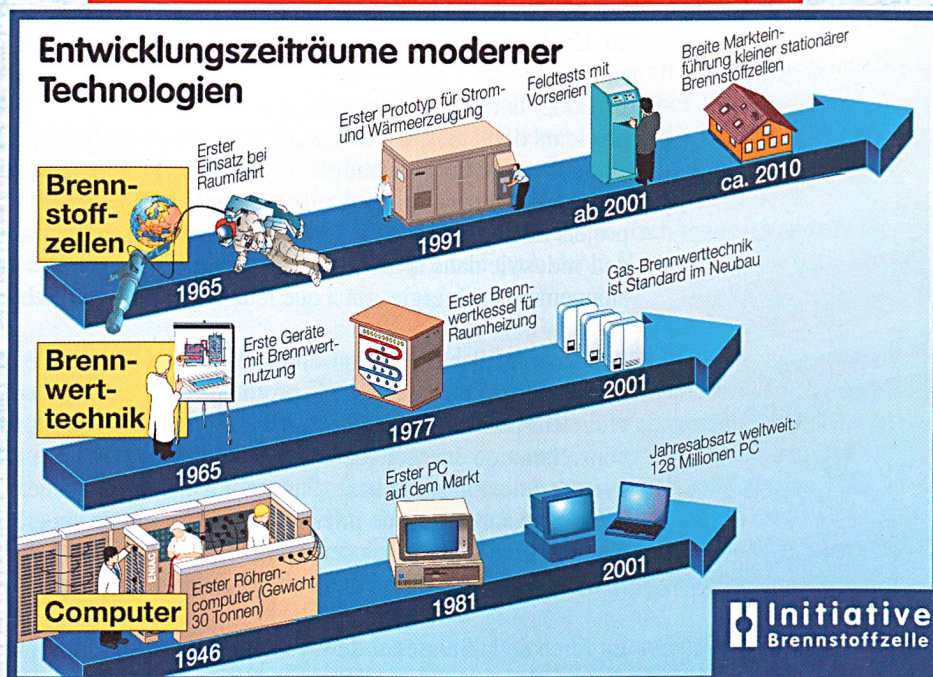 Entwicklungszeiträume moderner
Technologien
Brenn-
stoff-
zellen
Erster
Einsatz bei
Raumfahrt
1965
Erster Prototyp für Strom-
und Wärmeerzeugung
1991
Feldtests mit
Vorserien
ab 2001
Breite Marktein-
führung kleiner stationärer
Brennstoffzellen
ca. 2010
Brenn-
wert-
technik
Erste Geräte
mit Brennwert-
nutzung
1965
Erster Brenn-
wertkessel für
Raumheizung
1977
Gas-Brennwerttechnik
ist Standard im Neubau
2001
Computer
ENIAC
Erster Röhren-
computer (Gewicht
30 Tonnen)
1946
Erster PC
auf dem Markt
1981
Jahresabsatz weltweit:
128 Millionen PC
2001
Initiative
Brennstoffzelle